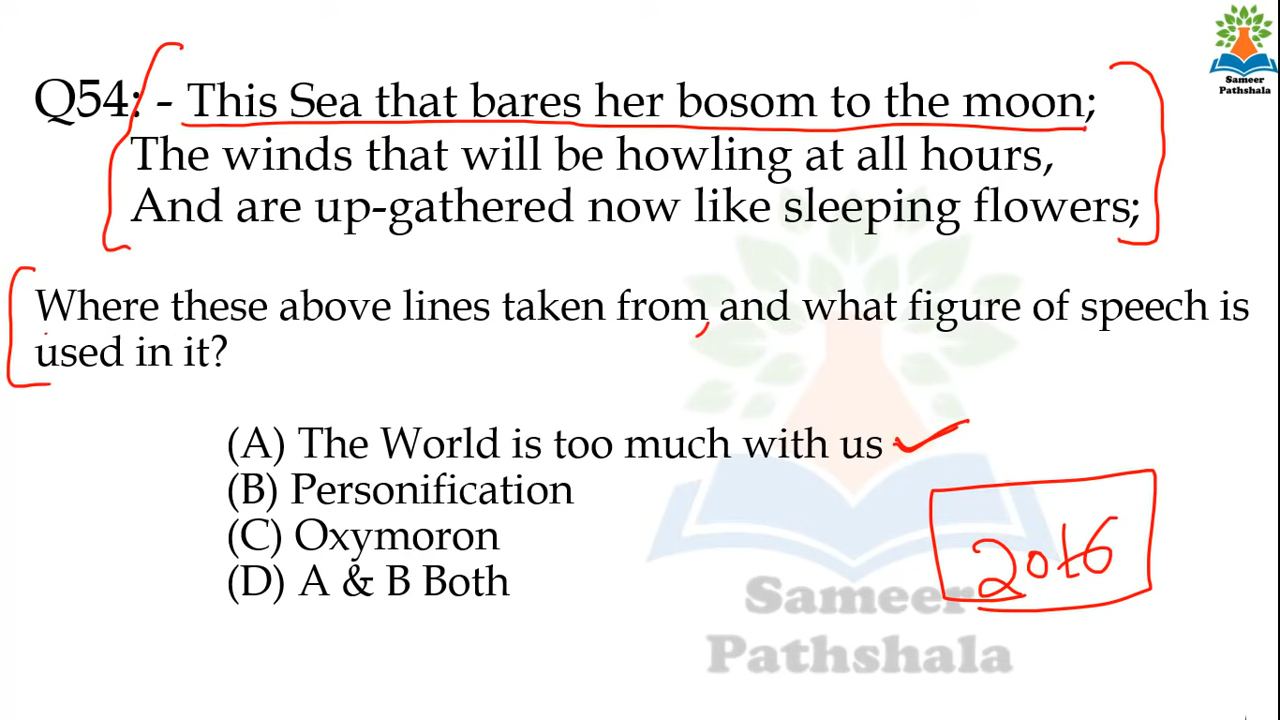 Sameer
Pathshala
Q54: - This Sea that bares her bosom to the moon;
The winds that will be howling at all hours,
And are up-gathered now like sleeping flowers;
Where these above lines taken from, and what figure of speech is
used in it?
(A) The World is too much with us
(B) Personification
(C) Oxymoron
(D) A & B Both
2016
Sameer
Pathshala